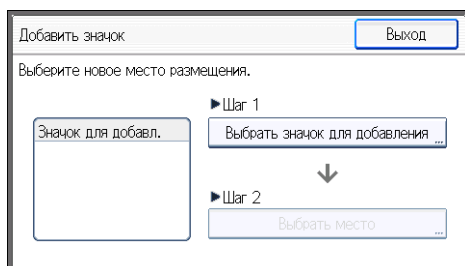 Добавить значок
Выход
Выберите новое место размещения.
Значок для добавл.
►Шаг 1
Выбрать значок для добавления ...
►Шаг 2
Выбрать место ...